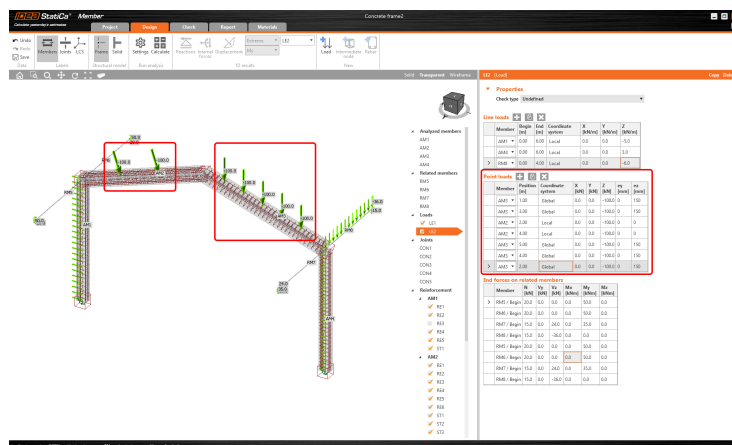 IDEA StatiCa® Member
Calculate yesterday's estimates
Concrete frame2
Project Design Check Report Materials
Undo
Redo
Save
Members Joints LCS
Frame Solid
Settings Calculate
Reactions Internal forces Displacement
Extreme LE2
My
Load Intermediate node Rebar
Data Labels Structural model Run analysis 1D results New
Solid Transparent Wireframe
LE2 [Load] Copy
Properties
Check type Undefined
Line loads
Member Begin [m] End [m] Coordinate system X [kN/m] Y [kN/m] Z [kN/m]
AM1 0.00 6.00 Local 0.0 0.0 -5.0
AM4 0.00 6.00 Local 0.0 0.0 3.0
RM8 0.00 4.00 Local 0.0 0.0
Point loads
Member Position [m] Coordinate system X [kN] Y [kN] Z [kN] ey [mm] ez [mm]
AM3 1.00 Global 0.0 0.0 -100.0 0 150
AM3 3.00 Global 0.0 0.0 -100.0 0 150
AM2 2.00 Local 0.0 0.0 -100.0 0 0
AM2 4.00 Local 0.0 0.0 -100.0 0 0
AM3 5.00 Global 0.0 0.0 -100.0 0 150
AM3 4.00 Global 0.0 0.0 -100.0 0 150
AM3 2.00 Global 0.0 0.0 -100.0 0 150
End forces on related members
Member N [kN] Vy [kN] Vz [kN] Mx [kNm] My [kNm] Mz [kNm]
RM5 / Begin 20.0 0.0 0.0 0.0 50.0 0.0
RM6 / Begin 20.0 0.0 0.0 0.0 50.0 0.0
RM7 / Begin 15.0 0.0 24.0 0.0 35.0 0.0
RM8 / Begin 15.0 0.0 -36.0 0.0 0.0 0.0
RM5 / Begin 20.0 0.0 0.0 0.0 50.0 0.0
RM6 / Begin 20.0 0.0 0.0 0.0 50.0 0.0
RM7 / Begin 15.0 0.0 24.0 0.0 35.0 0.0
RM8 / Begin 15.0 0.0 -36.0 0.0 0.0 0.0
Analyzed members
AM1
AM2
AM3
AM4
Related members
RM5
RM6
RM7
RM8
Loads
LE1
LE2
Joints
CON1
CON2
CON3
CON4
CON5
Reinforcement
AM1
RE1
RE2
RE3
RE4
RE5
ST1
AM2
RE1
RE2
RE3
RE4
RE5
RE6
ST1
ST2
ST3
RM6
-100.0
-100.0
AM2
-100.0
-100.0
-100.0
AM3
-100.0
RM5
AM1
RM7
24.0
35.0
AM4
-36.0